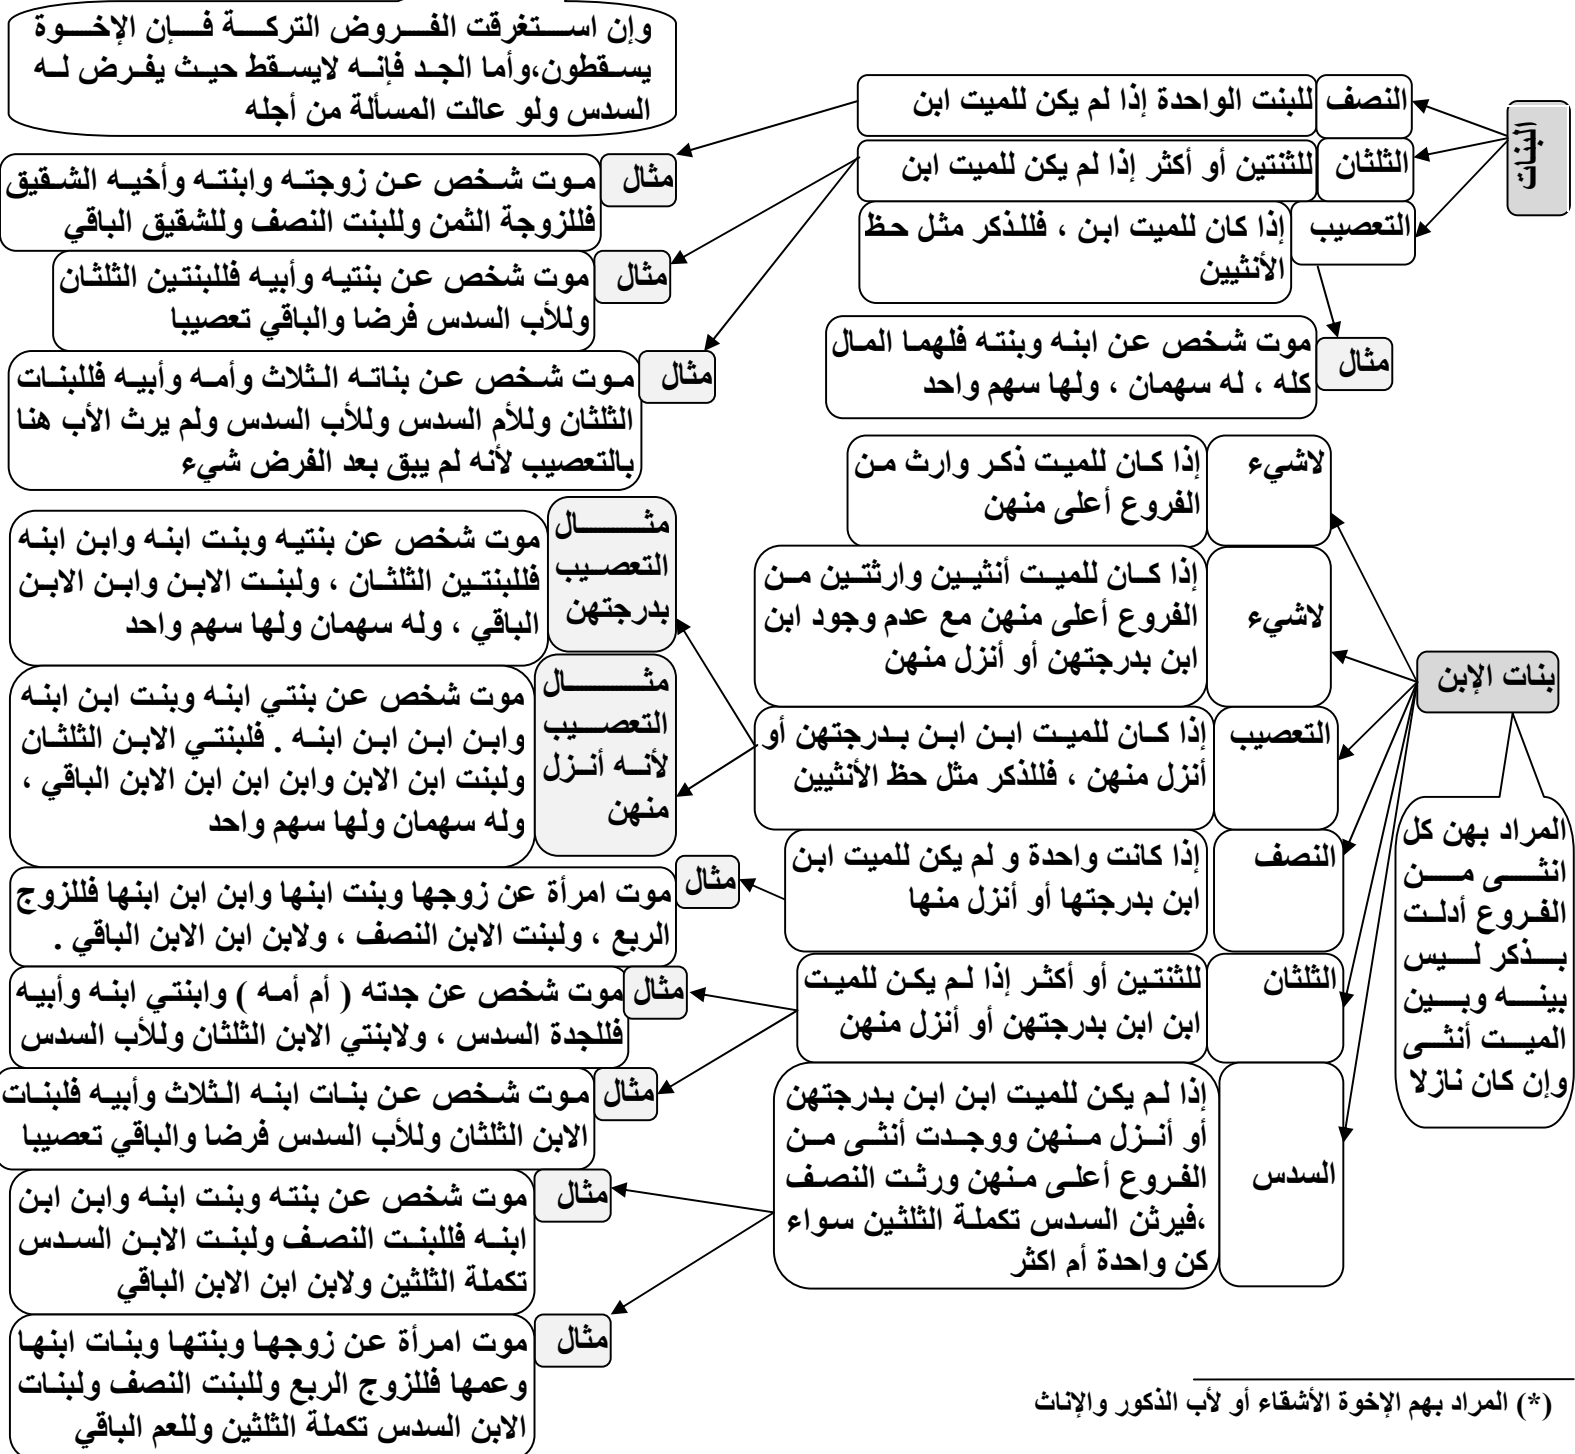 وإن استغرقت الفروض التركة فإن الإخوة
يسقطون،وأما الجد فإنه لايسقط حيث يفرض له
السدس ولو عالت المسألة من أجله
البنات
النصف
للبنت الواحدة إذا لم يكن للميت ابن
مثال
موت شخص عن زوجته وابنته وأخيه الشقيق
فللزوجة الثمن وللبنت النصف وللشقيق الباقي
الثلثان
للثنتين أو أكثر إذا لم يكن للميت ابن
مثال
موت شخص عن بنتيه وأبيه فللبنتين الثلثان
وللأب السدس فرضا والباقي تعصيبا
مثال
موت شخص عن بناته الثلاث وأمه وأبيه فللبنات
الثلثان وللأم السدس وللأب السدس ولم يرث الأب هنا
بالتعصيب لأنه لم يبق بعد الفرض شيء
التعصيب
إذا كان للميت ابن ، فللذكر مثل حظ
الأنثيين
مثال
موت شخص عن ابنه وبنته فلهما المال
كله ، له سهمان ، ولها سهم واحد
بنات الإبن
المراد بهن كل
انثى من
الفروع أدلت
بذكر ليس
بينه وبين
الميت أنثى
وإن كان نازلا
لاشيء
إذا كان للميت ذكر وارث من
الفروع أعلى منهن
لاشيء
إذا كان للميت أنثيين وارثتين من
الفروع أعلى منهن مع عدم وجود ابن
ابن بدرجتهن أو أنزل منهن
التعصيب
إذا كان للميت ابن ابن بدرجتهن أو
أنزل منهن ، فللذكر مثل حظ الأنثيين
مثال
التعصيب
بدرجتهن
موت شخص عن بنتيه وبنت ابنه وابن ابنه
فللبنتين الثلثان ، ولبنت الابن وابن الابن
الباقي ، وله سهمان ولها سهم واحد
مثال
التعصيب
لأنه أنزل
منهن
موت شخص عن بنتي ابنه وبنت ابن ابنه
وابن ابن ابن ابنه . فلبنتي الابن الثلثان
ولبنت ابن الابن وابن ابن ابن الابن الباقي ،
وله سهمان ولها سهم واحد
النصف
إذا كانت واحدة و لم يكن للميت ابن
ابن بدرجتها أو أنزل منها
مثال
موت امرأة عن زوجها وبنت ابنها وابن ابن ابنها فللزوج
الربع ، ولبنت الابن النصف ، ولابن ابن الابن الباقي .
الثلثان
للثنتين أو أكثر إذا لم يكن للميت
ابن ابن بدرجتهن أو أنزل منهن
مثال
موت شخص عن جدته ( أم أمه ) وابنتي ابنه وأبيه
فللجدة السدس ، ولابنتي الابن الثلثان وللأب السدس
مثال
موت شخص عن بنات ابنه الثلاث وأبيه فلبنات
الابن الثلثان وللأب السدس فرضا والباقي تعصيبا
السدس
إذا لم يكن للميت ابن ابن بدرجتهن
أو أنزل منهن ووجدت أنثى من
الفروع أعلى منهن ورثت النصف
،فيرثن السدس تكملة الثلثين سواء
كن واحدة أم اكثر
مثال
موت شخص عن بنته وبنت ابنه وابن ابن
ابنه فللبنت النصف ولبنت الابن السدس
تكملة الثلثين ولابن ابن الابن الباقي
مثال
موت امرأة عن زوجها وبنتها وبنات ابنها
وعمها فللزوج الربع وللبنت النصف ولبنات
الابن السدس تكملة الثلثين وللعم الباقي
(*) المراد بهم الإخوة الأشقاء أو لأب الذكور والإناث